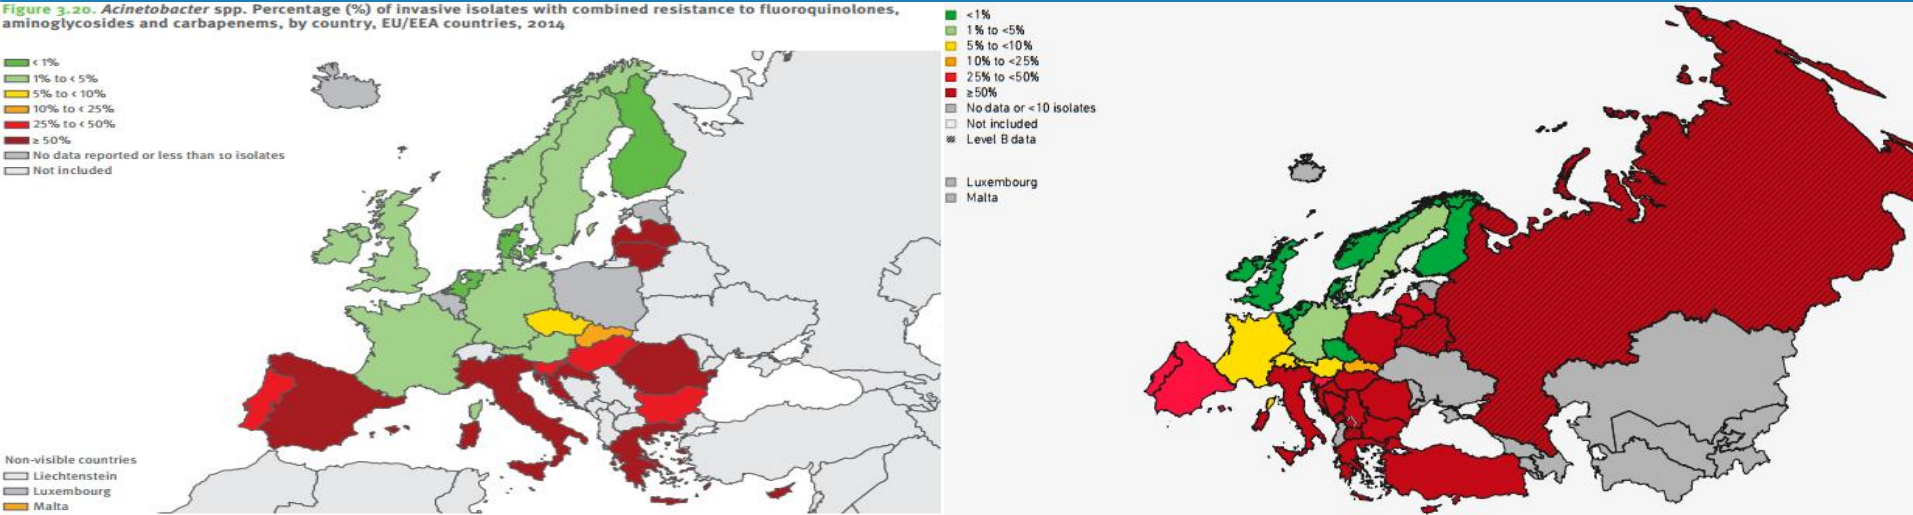 Figure 3.20. Acinetobacter spp. Percentage (%) of invasive isolates with combined resistance to fluoroquinolones,
aminoglycosides and carbapenems, by country, EU/EEA countries, 2014
< 1%
1% to < 5%
5% to < 10%
10% to < 25%
25% to < 50%
≥ 50%
No data reported or less than 10 isolates
Not included
Non-visible countries
Liechtenstein
Luxembourg
Malta
<1%
1% to <5%
5% to <10%
10% to <25%
25% to <50%
≥50%
No data or <10 isolates
Not included
Level B data
Luxembourg
Malta